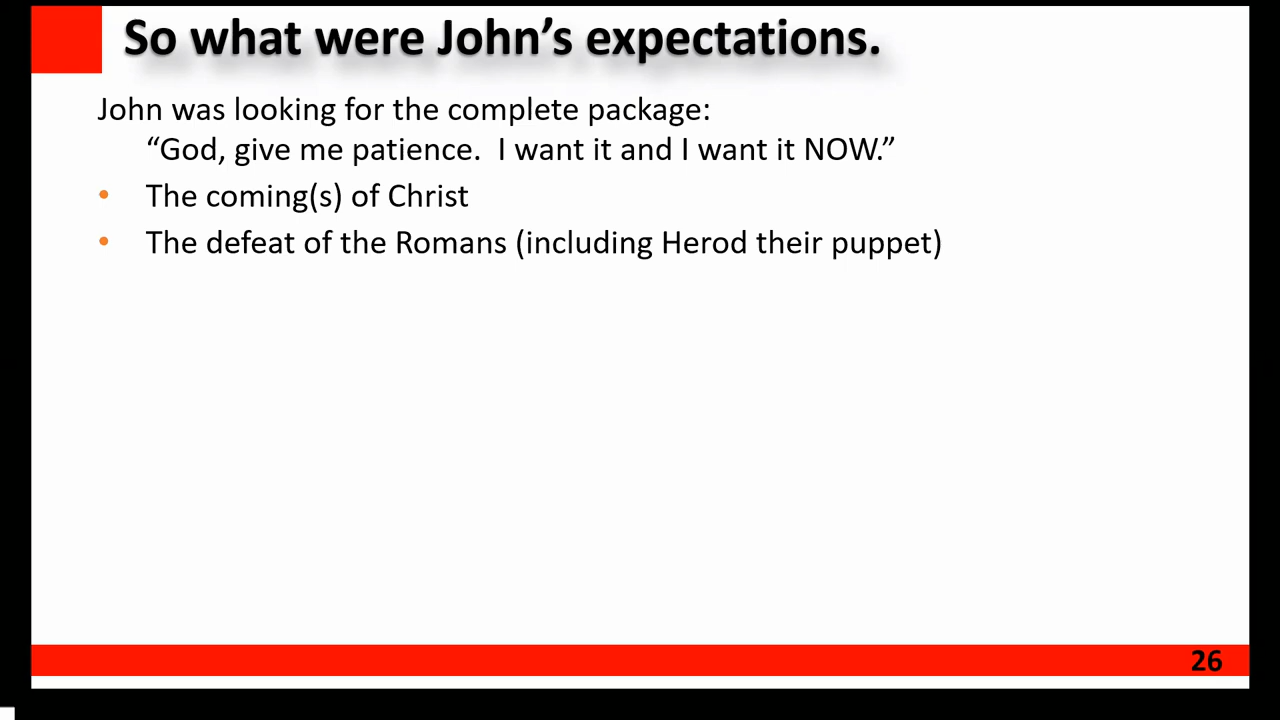 So what were John’s expectations.
John was looking for the complete package:
“God, give me patience.  I want it and I want it NOW.”
• The coming(s) of Christ
• The defeat of the Romans (including Herod their puppet)
26